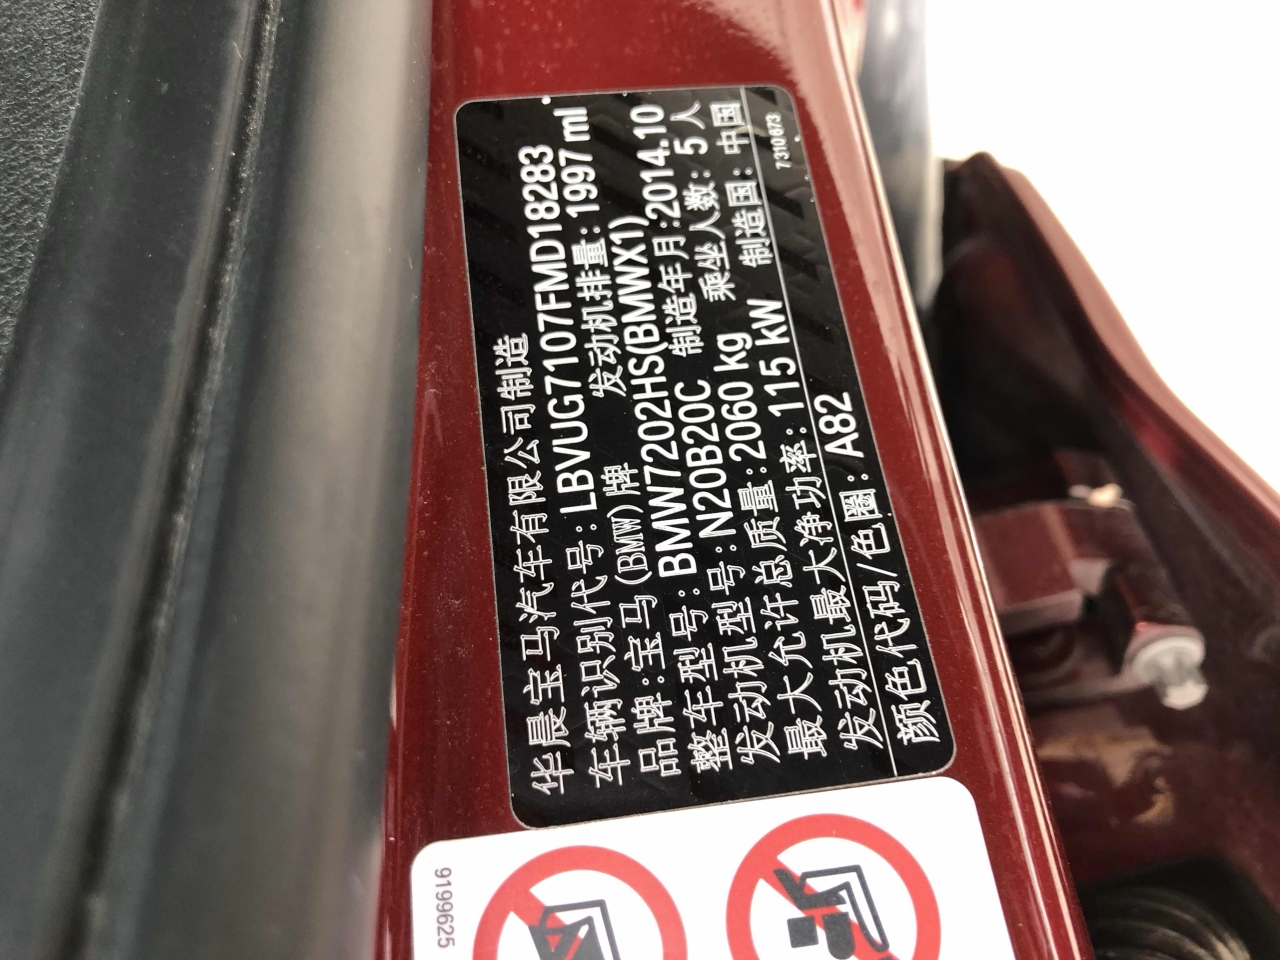 华晨宝马汽车有限公司制造
车辆识别代号:LBVUG7107FMD18283
品牌:宝马(BMW)牌 发动机排量:1997 ml
整车型号:BMW7202HS(BMWX1)
发动机型号:N20B20C 制造年月:2014.10
最大允许总质量:2060 kg 乘坐人数: 5 人
发动机最大净功率:115 kW 制造国: 中国
颜色代码/色圈:A82
7310673
9199625